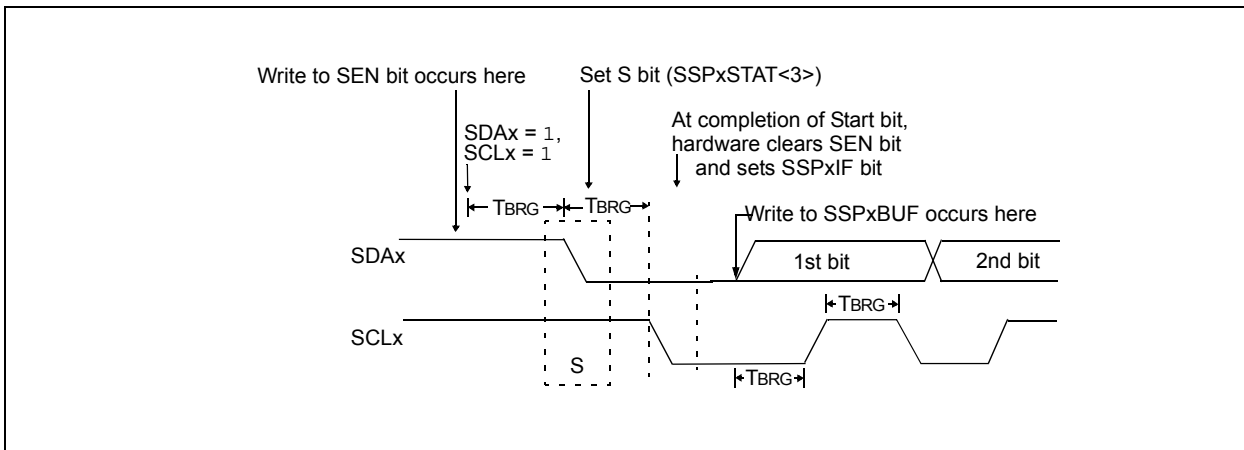 Write to SEN bit occurs here
Set S bit (SSPxSTAT<3>)
SDAx = 1,
SCLx = 1
At completion of Start bit,
hardware clears SEN bit
and sets SSPxIF bit
TBRG
TBRG
Write to SSPxBUF occurs here
SDAx
1st bit
2nd bit
TBRG
SCLx
S
TBRG